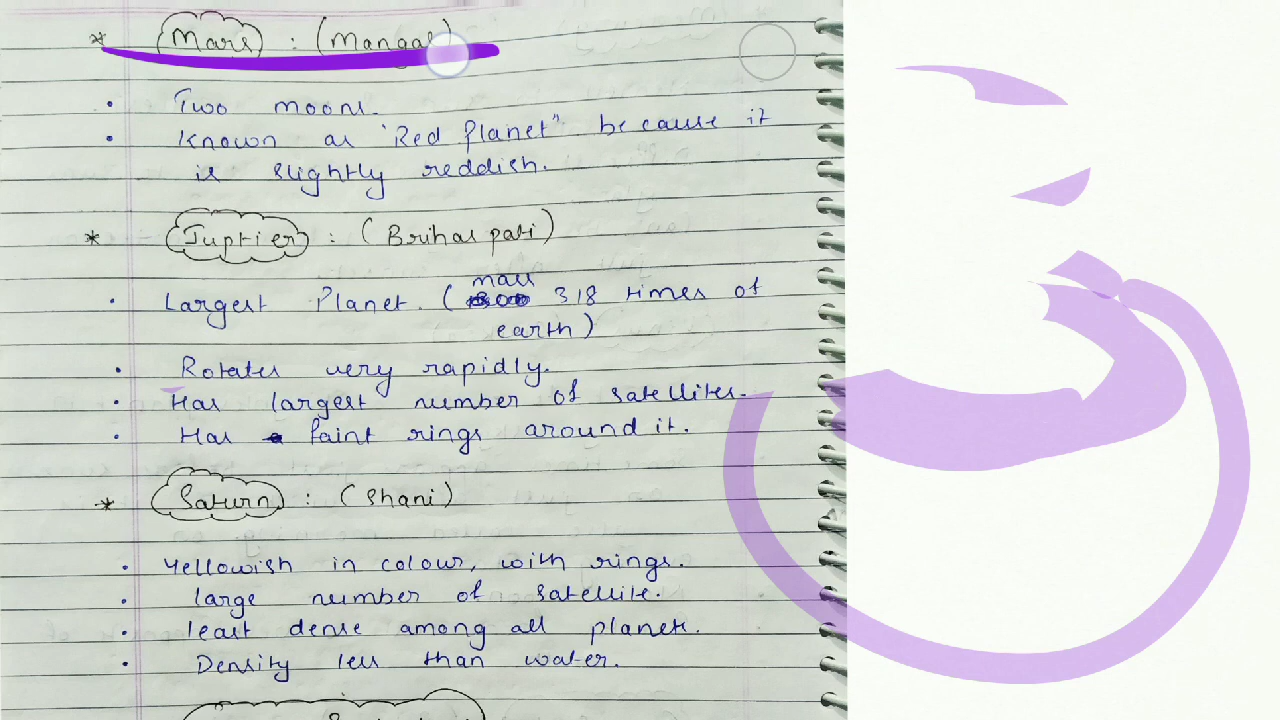 * Mars : (Mangal)
• Two moons.
• Known as "Red Planet" because it
is slightly reddish.
* Juptier : (Brihaspati)
mass
• Largest Planet. ( 318 times of
earth)
• Rotates very rapidly.
• Has largest number of satellites.
• Has faint rings around it.
* Saturn : (Shani)
• Yellowish in colour, with rings.
• large number of satellite.
• least dense among all planets.
• Density less than water.